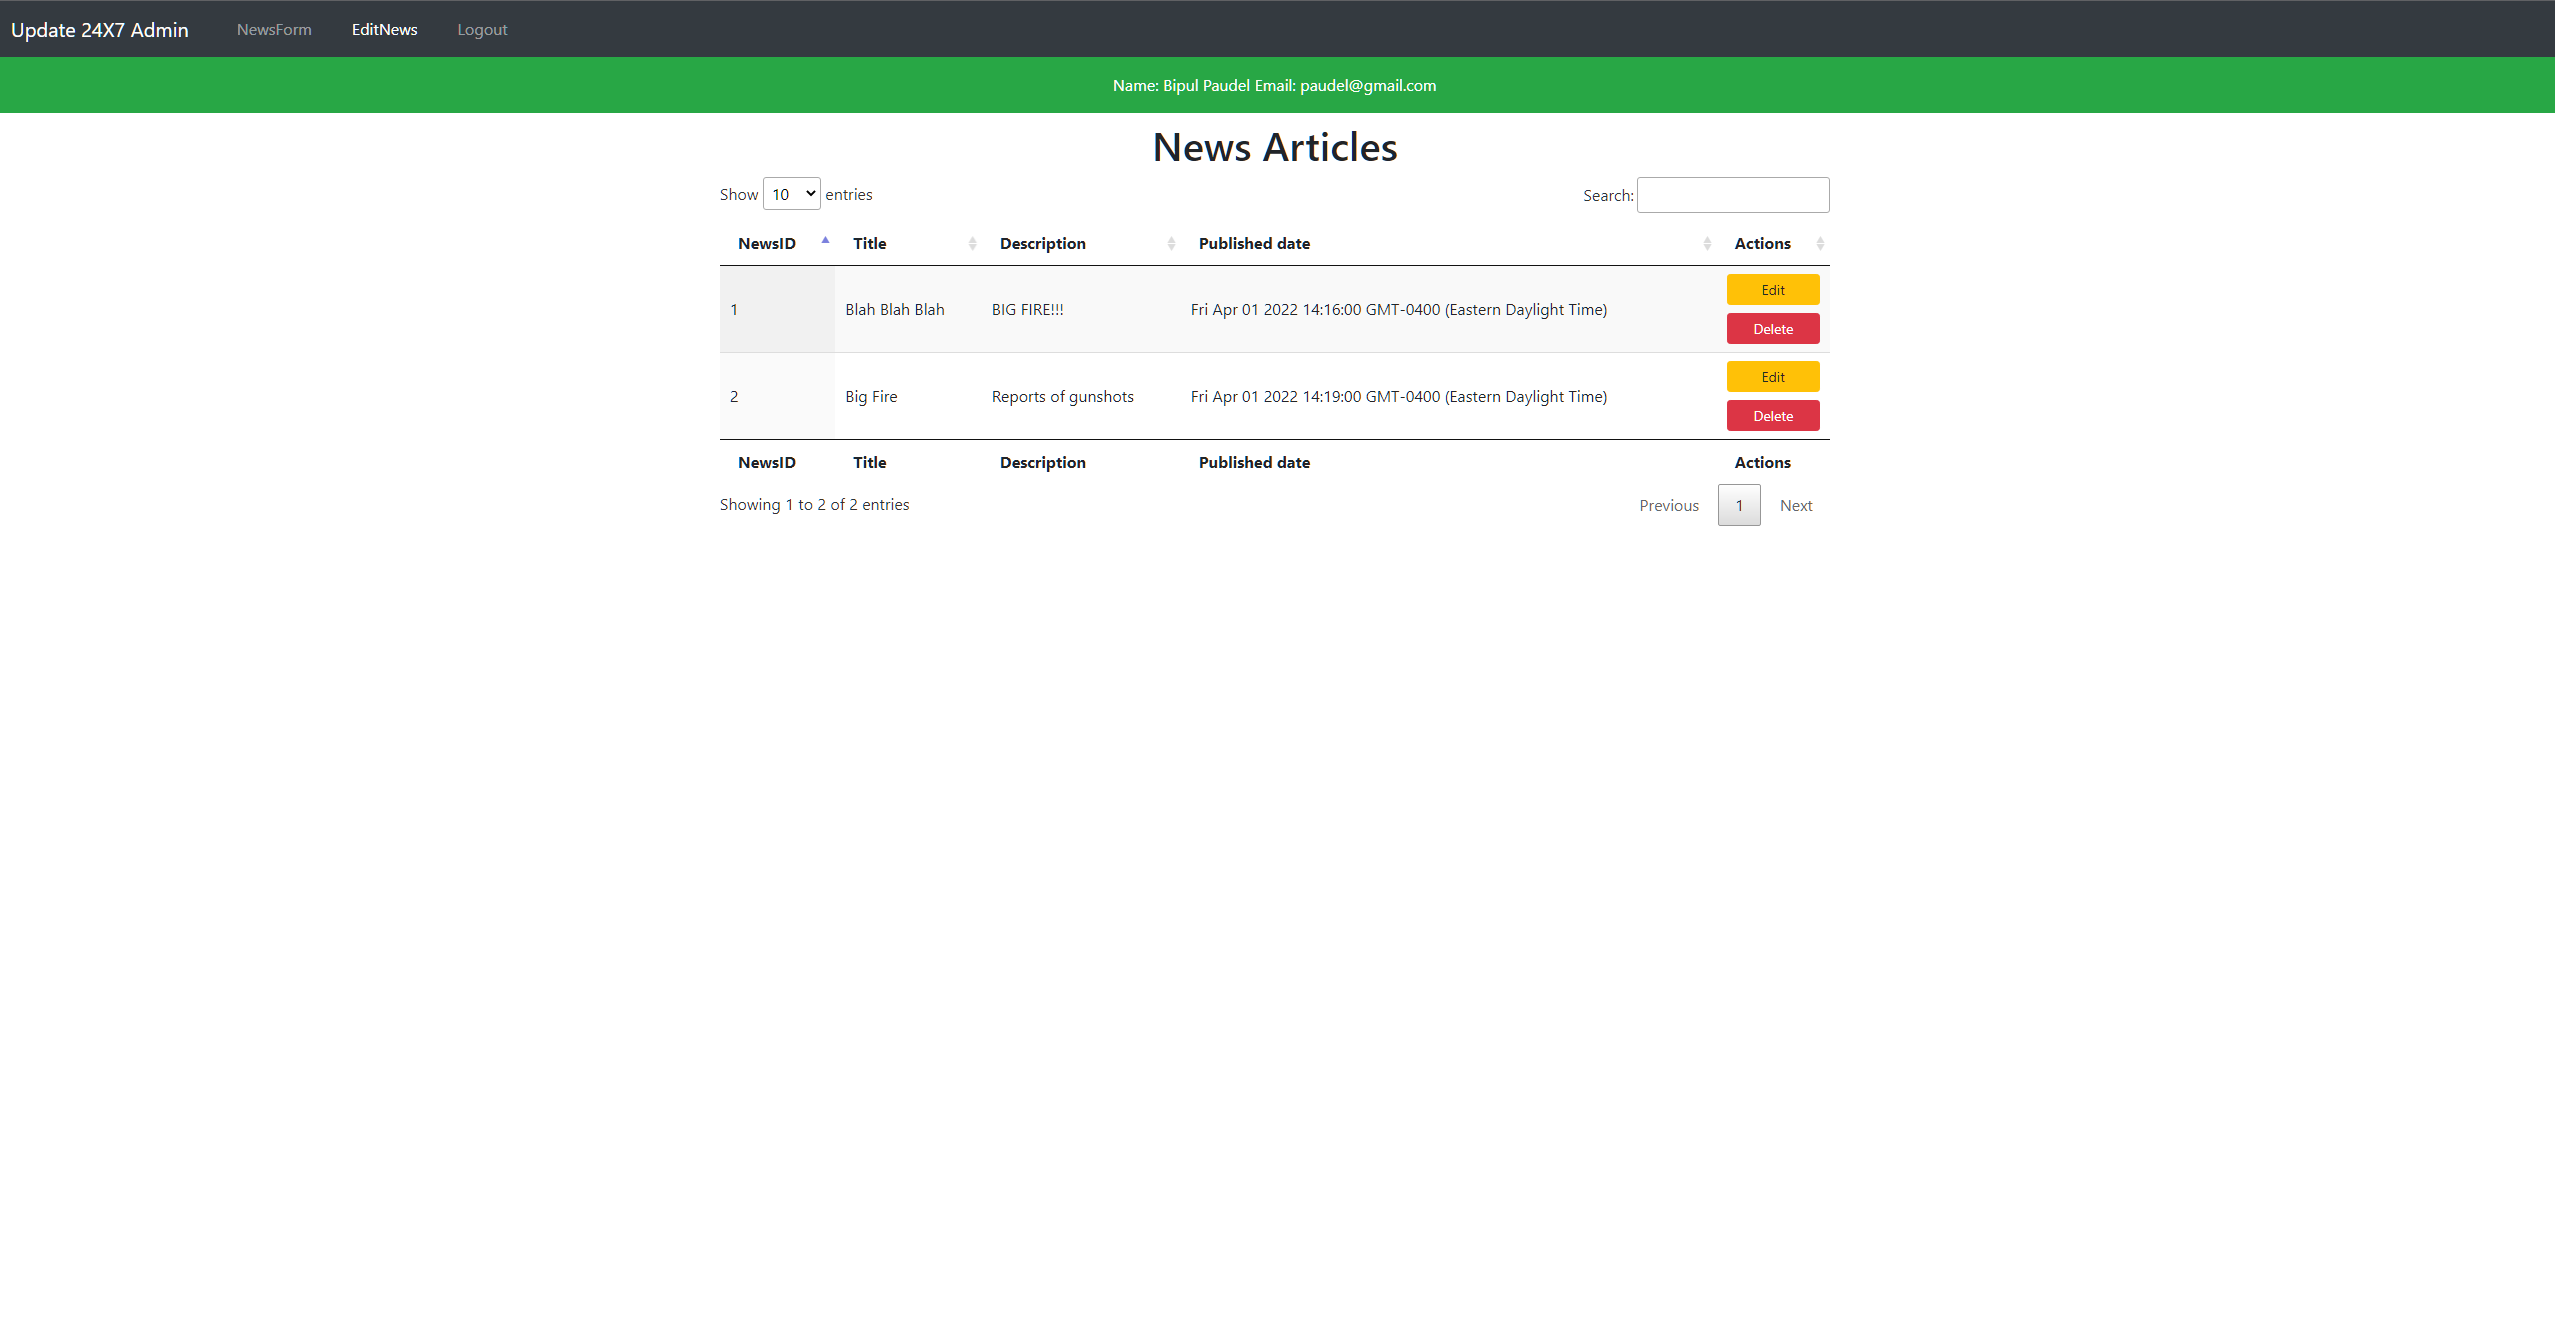 Update 24X7 Admin NewsForm EditNews Logout
Name: Bipul Paudel Email: paudel@gmail.com
News Articles
Show 10 entries Search:
NewsID Title Description Published date Actions
1 Blah Blah Blah BIG FIRE!!! Fri Apr 01 2022 14:16:00 GMT-0400 (Eastern Daylight Time) Edit
Delete
2 Big Fire Reports of gunshots Fri Apr 01 2022 14:19:00 GMT-0400 (Eastern Daylight Time) Edit
Delete
NewsID Title Description Published date Actions
Showing 1 to 2 of 2 entries Previous 1 Next